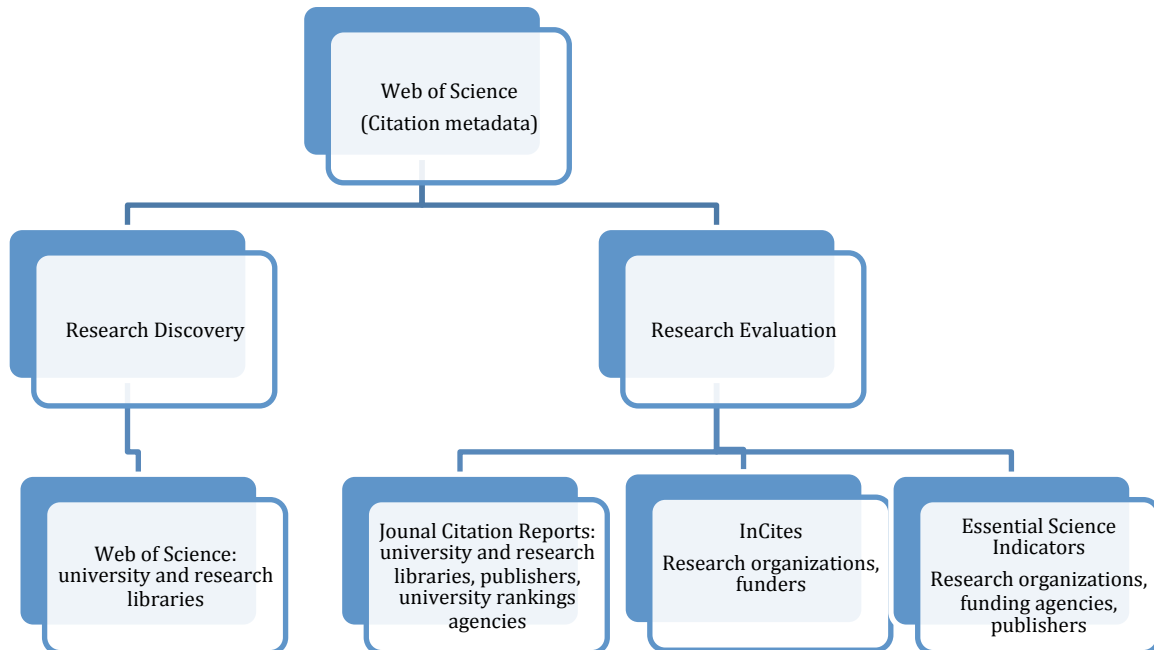 Web of Science
(Citation metadata)
Research Discovery
Research Evaluation
Web of Science:
university and research
libraries
Jounal Citation Reports:
university and research
libraries, publishers,
university rankings
agencies
InCites
Research organizations,
funders
Essential Science
Indicators
Research organizations,
funding agencies,
publishers